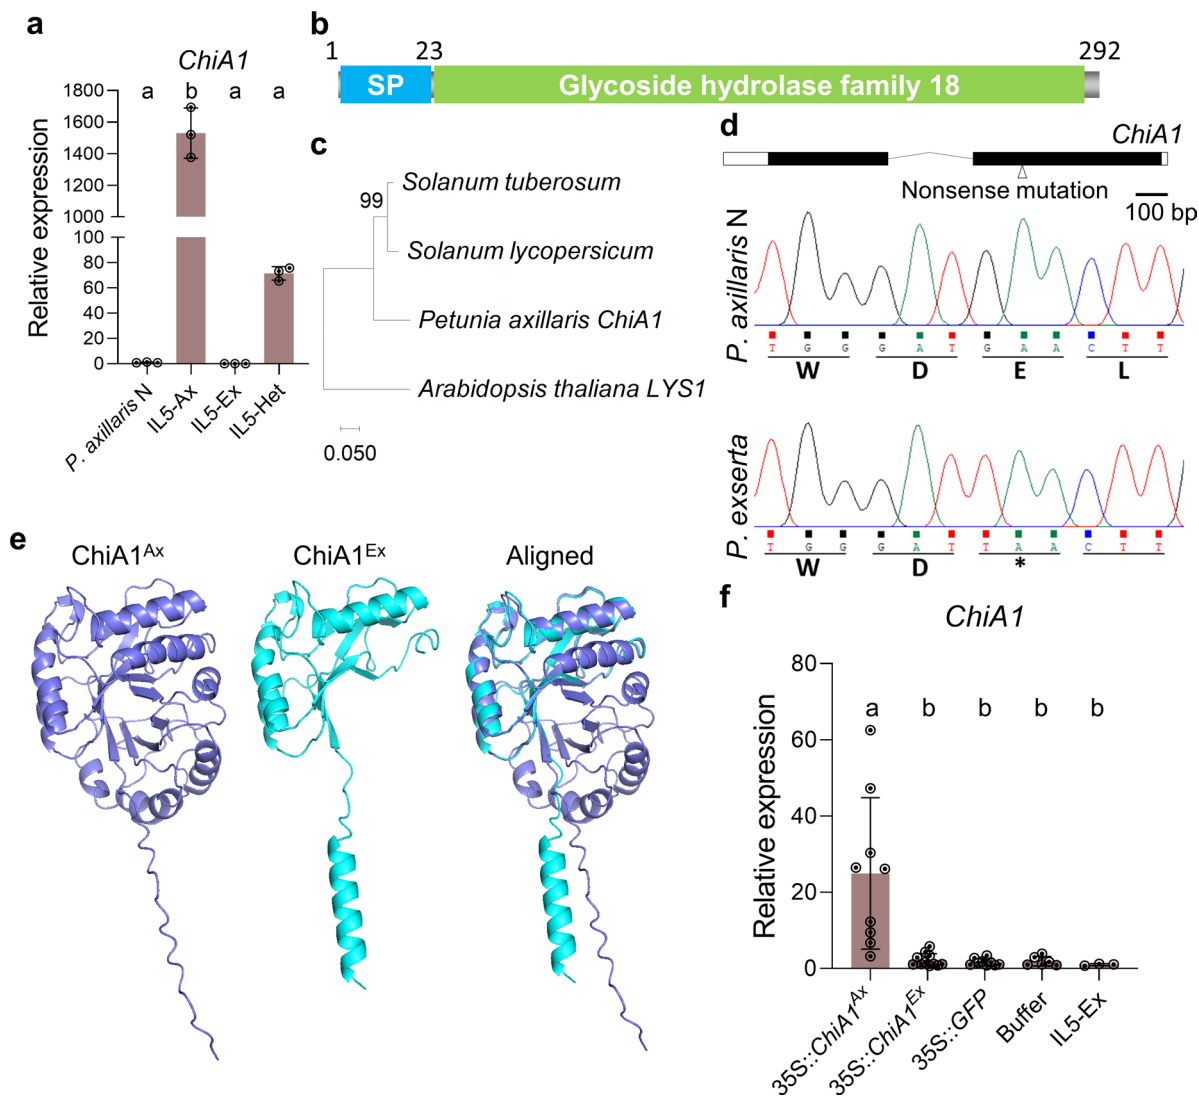 a
ChiA1
Relative expression
1800
1600
1400
1200
1000
100
80
60
40
20
0
a b a a
P. axillaris N
IL5-Ax
IL5-Ex
IL5-Het
b
1 23 292
SP Glycoside hydrolase family 18
c
99
Solanum tuberosum
Solanum lycopersicum
Petunia axillaris ChiA1
Arabidopsis thaliana LYS1
0.050
d
ChiA1
Nonsense mutation
100 bp
P. axillaris N
T G G G A T G A A C T T
W D E L
P. exserta
T G G G A T T A A C T T
W D *
e
ChiA1Ax ChiA1Ex Aligned
f
ChiA1
Relative expression
80
60
40
20
0
a b b b b
35S::ChiA1Ax
35S::ChiA1Ex
35S::GFP
Buffer
IL5-Ex